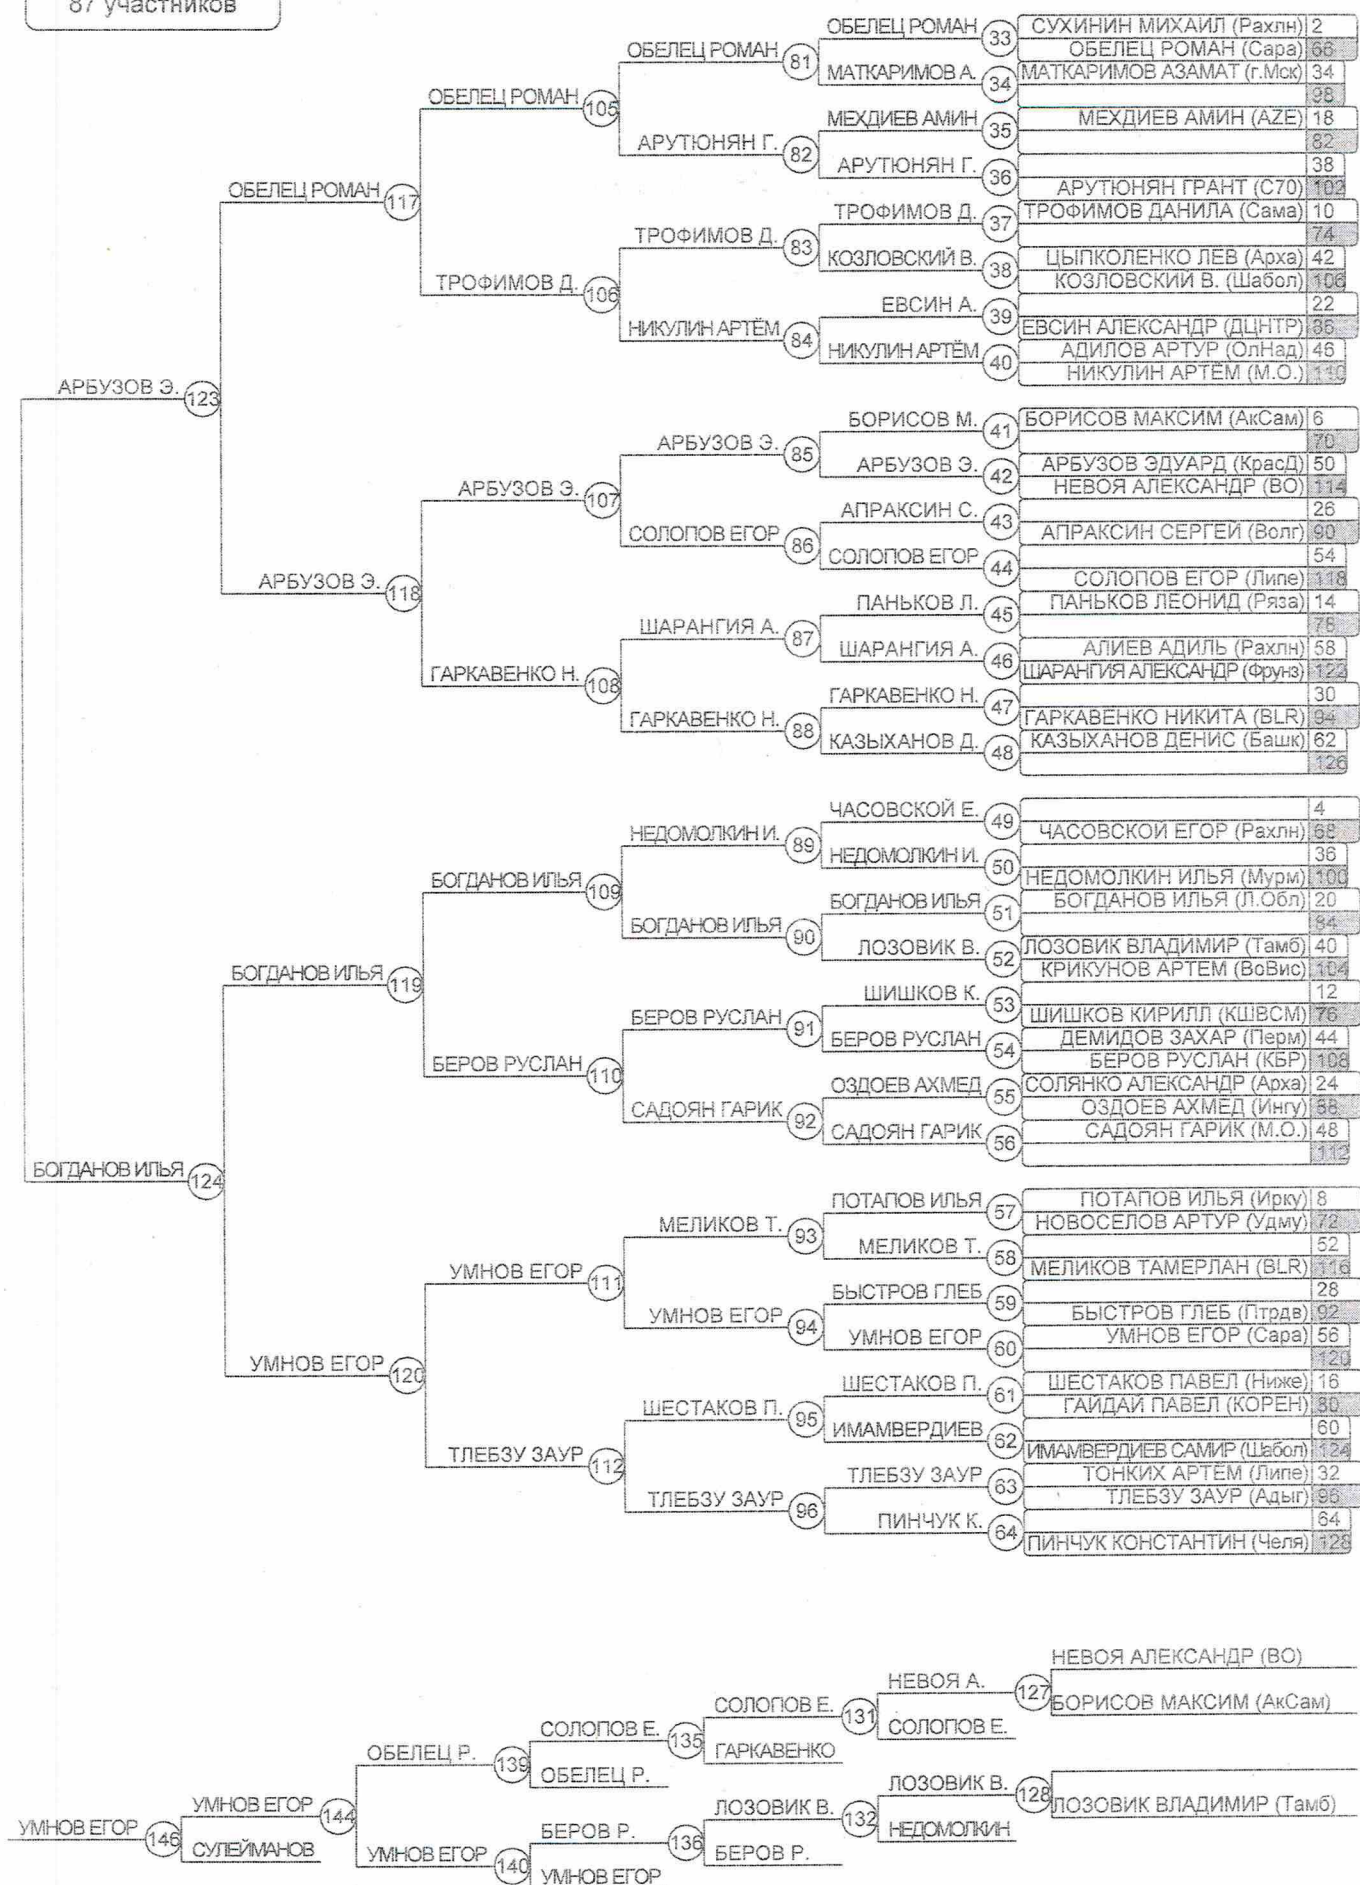 87 участников
ОБЕЛЕЦ РОМАН 33 СУХИНИН МИХАИЛ (Рахлн) 2
ОБЕЛЕЦ РОМАН 81 ОБЕЛЕЦ РОМАН (Сара) 66
МАТКАРИМОВ А. 34 МАТКАРИМОВ АЗАМАТ (г.Мск) 34
ОБЕЛЕЦ РОМАН 105 98
МЕХДИЕВ АМИН 35 МЕХДИЕВ АМИН (AZE) 18
АРУТЮНЯН Г. 82 82
АРУТЮНЯН Г. 36 38
ОБЕЛЕЦ РОМАН 117 АРУТЮНЯН ГРАНТ (С70) 102
ТРОФИМОВ Д. 37 ТРОФИМОВ ДАНИЛА (Сама) 10
ТРОФИМОВ Д. 83 74
КОЗЛОВСКИЙ В. 38 ЦЫПКОЛЕНКО ЛЕВ (Арха) 42
ТРОФИМОВ Д. 106 КОЗЛОВСКИЙ В. (Шабол) 106
ЕВСИН А. 39 22
НИКУЛИН АРТЁМ 84 ЕВСИН АЛЕКСАНДР (ДЦНТР) 86
НИКУЛИН АРТЁМ 40 АДИЛОВ АРТУР (ОлНад) 46
АРБУЗОВ Э. 123 НИКУЛИН АРТЁМ (М.О.) 110
БОРИСОВ М. 41 БОРИСОВ МАКСИМ (АкСам) 6
АРБУЗОВ Э. 85 70
АРБУЗОВ Э. 42 АРБУЗОВ ЭДУАРД (КрасД) 50
АРБУЗОВ Э. 107 НЕВОЯ АЛЕКСАНДР (ВО) 114
АПРАКСИН С. 43 26
СОЛОПОВ ЕГОР 86 АПРАКСИН СЕРГЕЙ (Волг) 90
СОЛОПОВ ЕГОР 44 54
АРБУЗОВ Э. 118 СОЛОПОВ ЕГОР (Липе) 118
ПАНЬКОВ Л. 45 ПАНЬКОВ ЛЕОНИД (Ряза) 14
ШАРАНГИЯ А. 87 78
ШАРАНГИЯ А. 46 АЛИЕВ АДИЛЬ (Рахлн) 58
ГАРКАВЕНКО Н. 108 ШАРАНГИЯ АЛЕКСАНДР (Фрунз) 122
ГАРКАВЕНКО Н. 47 30
ГАРКАВЕНКО Н. 88 ГАРКАВЕНКО НИКИТА (BLR) 94
КАЗЫХАНОВ Д. 48 КАЗЫХАНОВ ДЕНИС (Башк) 62
126
ЧАСОВСКОЙ Е. 49 4
НЕДОМОЛКИН И. 89 ЧАСОВСКОЙ ЕГОР (Рахлн) 68
НЕДОМОЛКИН И. 50 36
БОГДАНОВ ИЛЬЯ 109 НЕДОМОЛКИН ИЛЬЯ (Мурм) 100
БОГДАНОВ ИЛЬЯ 51 БОГДАНОВ ИЛЬЯ (Л.Обл) 20
БОГДАНОВ ИЛЬЯ 90 84
ЛОЗОВИК В. 52 ЛОЗОВИК ВЛАДИМИР (Тамб) 40
БОГДАНОВ ИЛЬЯ 119 КРИКУНОВ АРТЕМ (ВоВис) 104
ШИШКОВ К. 53 12
БЕРОВ РУСЛАН 91 ШИШКОВ КИРИЛЛ (КШВСМ) 76
БЕРОВ РУСЛАН 54 ДЕМИДОВ ЗАХАР (Перм) 44
БЕРОВ РУСЛАН 110 БЕРОВ РУСЛАН (КБР) 108
ОЗДОЕВ АХМЕД 55 СОЛЯНКО АЛЕКСАНДР (Арха) 24
САДОЯН ГАРИК 92 ОЗДОЕВ АХМЕД (Ингу) 88
САДОЯН ГАРИК 56 САДОЯН ГАРИК (М.О.) 48
БОГДАНОВ ИЛЬЯ 124 112
ПОТАПОВ ИЛЬЯ 57 ПОТАПОВ ИЛЬЯ (Ирку) 8
МЕЛИКОВ Т. 93 НОВОСЕЛОВ АРТУР (Удму) 72
МЕЛИКОВ Т. 58 52
УМНОВ ЕГОР 111 МЕЛИКОВ ТАМЕРЛАН (BLR) 116
БЫСТРОВ ГЛЕБ 59 28
УМНОВ ЕГОР 94 БЫСТРОВ ГЛЕБ (Птрдв) 92
УМНОВ ЕГОР 60 УМНОВ ЕГОР (Сара) 56
УМНОВ ЕГОР 120 120
ШЕСТАКОВ П. 61 ШЕСТАКОВ ПАВЕЛ (Ниже) 16
ШЕСТАКОВ П. 95 ГАЙДАЙ ПАВЕЛ (КОРЕН) 80
ИМАМВЕРДИЕВ 62 60
ТЛЕБЗУ ЗАУР 112 ИМАМВЕРДИЕВ САМИР (Шабол) 124
ТЛЕБЗУ ЗАУР 63 ТОНКИХ АРТЁМ (Липе) 32
ТЛЕБЗУ ЗАУР 96 ТЛЕБЗУ ЗАУР (Адыг) 96
ПИНЧУК К. 64 64
ПИНЧУК КОНСТАНТИН (Челя) 128
НЕВОЯ АЛЕКСАНДР (ВО)
НЕВОЯ А. 127
СОЛОПОВ Е. 131 БОРИСОВ МАКСИМ (АкСам)
СОЛОПОВ Е. 135 СОЛОПОВ Е.
ОБЕЛЕЦ Р. 139 ГАРКАВЕНКО
ОБЕЛЕЦ Р.
ЛОЗОВИК В. 128
УМНОВ ЕГОР 144 ЛОЗОВИК В. 132 ЛОЗОВИК ВЛАДИМИР (Тамб)
УМНОВ ЕГОР 146 БЕРОВ Р. 136 НЕДОМОЛКИН
СУЛЕЙМАНОВ УМНОВ ЕГОР 140 БЕРОВ Р.
УМНОВ ЕГОР